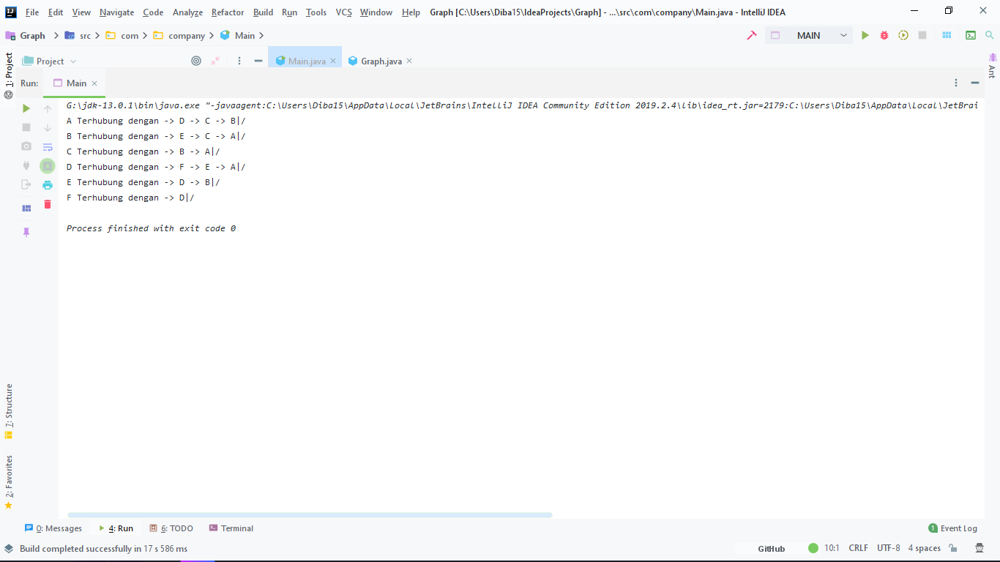 File Edit View Navigate Code Analyze Refactor Build Run Tools VCS Window Help Graph [C:\Users\Diba15\IdeaProjects\Graph] - ...\src\com\company\Main.java - IntelliJ IDEA
Graph src com company Main MAIN
Project Main.java Graph.java
1: Project
Ant
Run: Main
G:\jdk-13.0.1\bin\java.exe "-javaagent:C:\Users\Diba15\AppData\Local\JetBrains\IntelliJ IDEA Community Edition 2019.2.4\lib\idea_rt.jar=2179:C:\Users\Diba15\AppData\Local\JetBrai
A Terhubung dengan -> D -> C -> B|/
B Terhubung dengan -> E -> C -> A|/
C Terhubung dengan -> B -> A|/
D Terhubung dengan -> F -> E -> A|/
E Terhubung dengan -> D -> B|/
F Terhubung dengan -> D|/
Process finished with exit code 0
7: Structure
2: Favorites
0: Messages 4: Run 6: TODO Terminal 1 Event Log
Build completed successfully in 17 s 586 ms GitHub 10:1 CRLF UTF-8 4 spaces